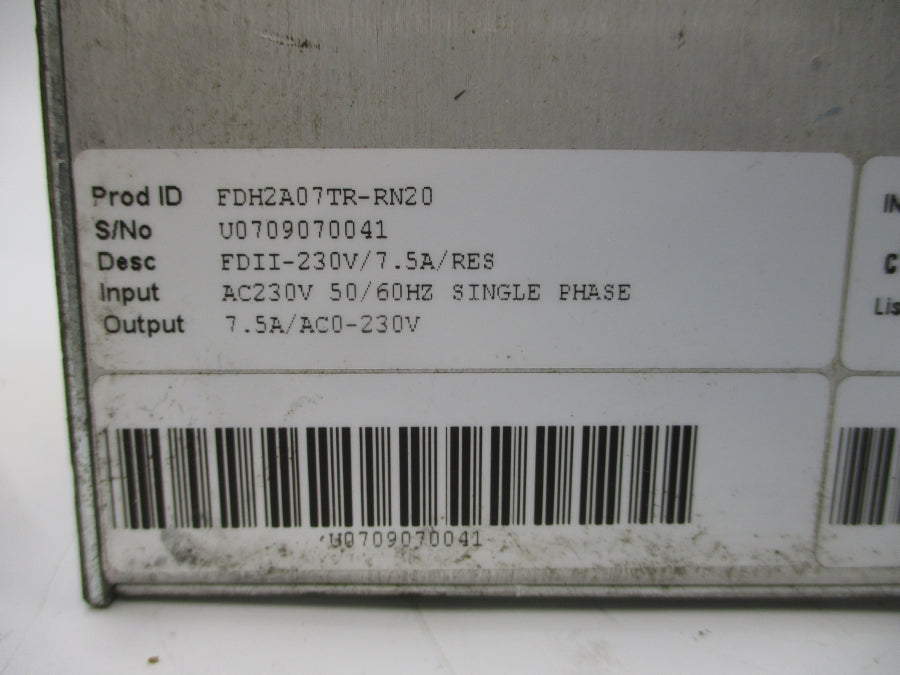 Prod ID FDH2A07TR-RN20
S/No U0709070041
Desc FDII-230V/7.5A/RES
Input AC230V 50/60HZ SINGLE PHASE
Output 7.5A/AC0-230V
U0709070041